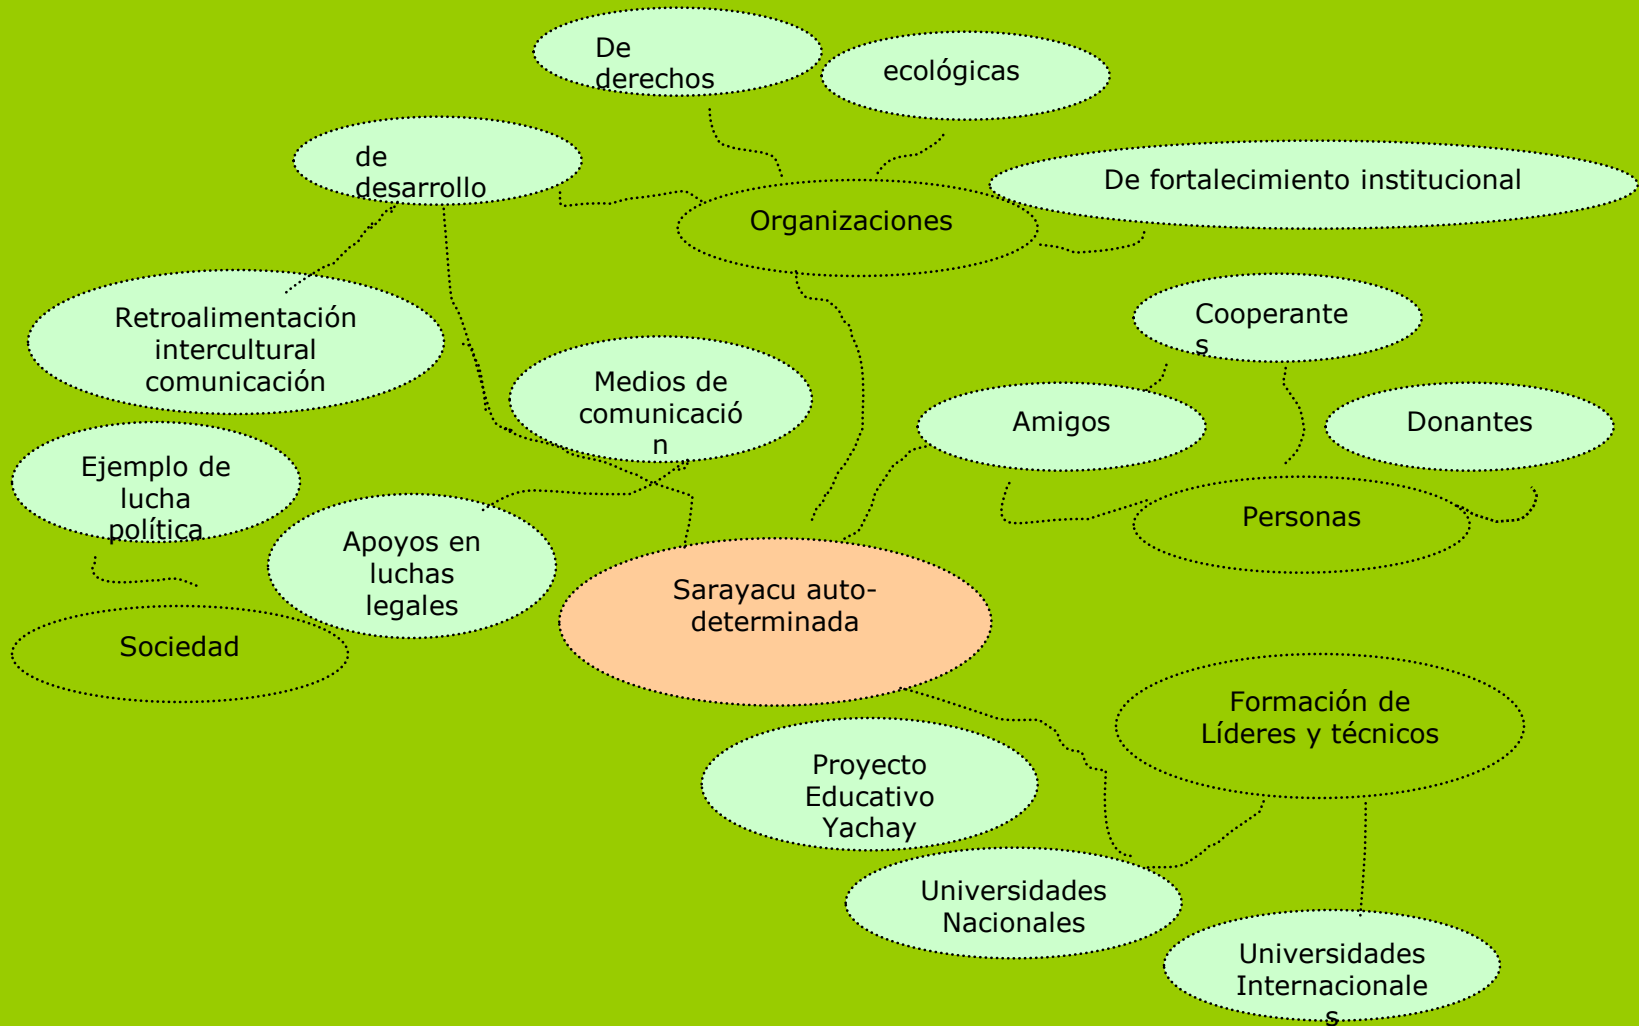 De
derechos
ecológicas
de
desarrollo
De fortalecimiento institucional
Organizaciones
Retroalimentación
intercultural
comunicación
Cooperante
s
Medios de
comunicació
n
Amigos
Donantes
Ejemplo de
lucha
política
Personas
Apoyos en
luchas
legales
Sarayacu auto-
determinada
Sociedad
Formación de
Líderes y técnicos
Proyecto
Educativo
Yachay
Universidades
Nacionales
Universidades
Internacionale
s